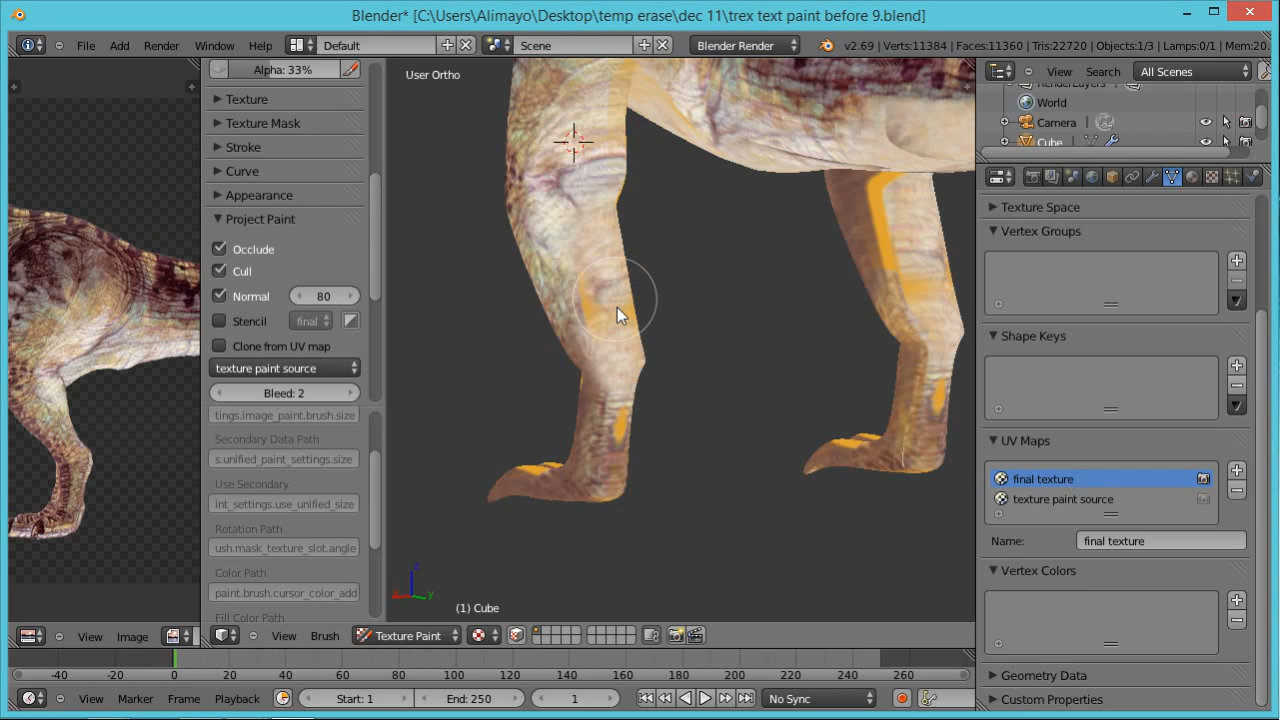 Blender* [C:\Users\Alimayo\Desktop\temp erase\dec 11\trex text paint before 9.blend]
File Add Render Window Help Default Scene Blender Render v2.69 | Verts:11384 | Faces:11360 | Tris:22720 | Objects:1/3 | Lamps:0/1 | Mem:20.
Alpha: 33%
Texture
Texture Mask
Stroke
Curve
Appearance
Project Paint
Occlude
Cull
Normal 80
Stencil final
Clone from UV map
texture paint source
Bleed: 2
tings.image_paint.brush.size
Secondary Data Path
s.unified_paint_settings.size
Use Secondary
int_settings.use_unified_size
Rotation Path
ush.mask_texture_slot.angle
Color Path
paint.brush.cursor_color_add
Fill Color Path
User Ortho
z
x
y
(1) Cube
View Search All Scenes
RenderLayers
World
Camera
Cube
Texture Space
Vertex Groups
Shape Keys
UV Maps
final texture
texture paint source
Name: final texture
Vertex Colors
Geometry Data
Custom Properties
View Image
View Brush Texture Paint
-40 -20 0 20 40 60 80 100 120 140 160 180 200 220 240 260
View Marker Frame Playback Start: 1 End: 250 1 No Sync